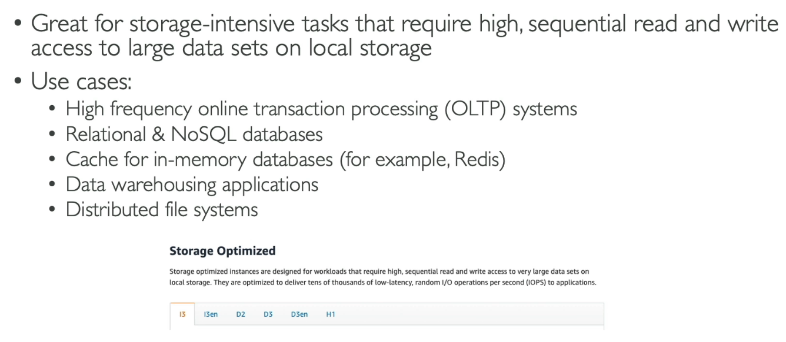 • Great for storage-intensive tasks that require high, sequential read and write
access to large data sets on local storage
• Use cases:
• High frequency online transaction processing (OLTP) systems
• Relational & NoSQL databases
• Cache for in-memory databases (for example, Redis)
• Data warehousing applications
• Distributed file systems
Storage Optimized
Storage optimized instances are designed for workloads that require high, sequential read and write access to very large data sets on
local storage. They are optimized to deliver tens of thousands of low-latency, random I/O operations per second (IOPS) to applications.
I3 I3en D2 D3 D3en H1